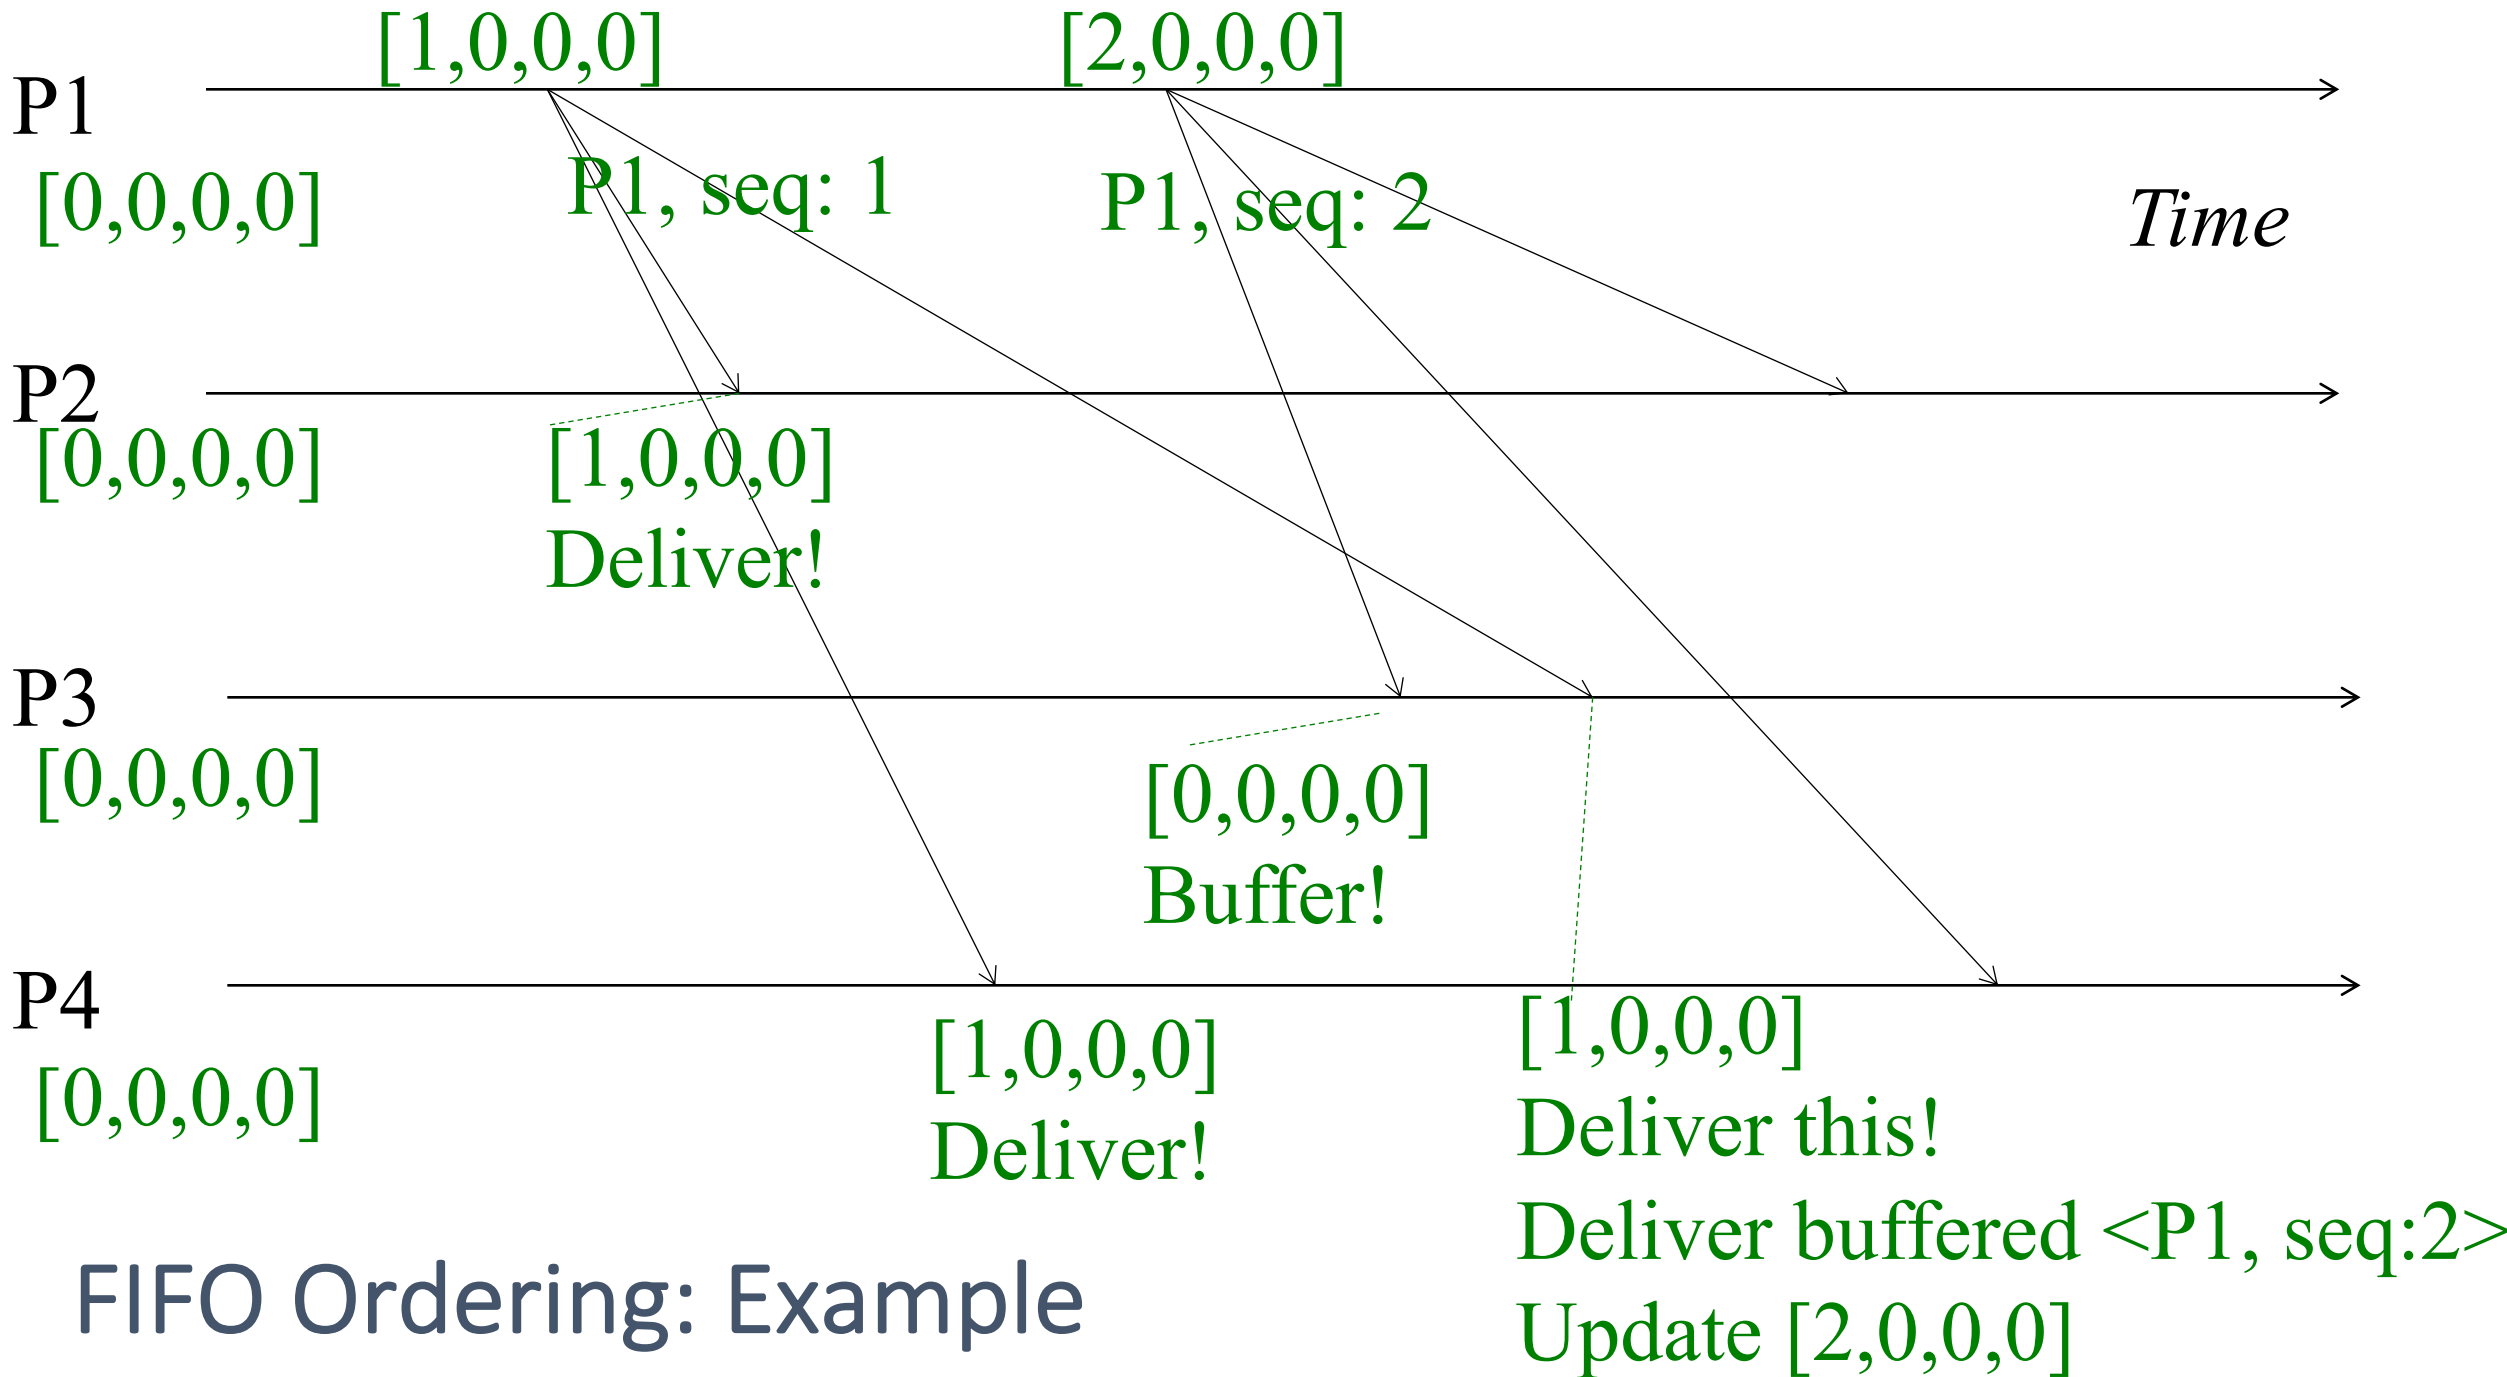 [1,0,0,0]
[2,0,0,0]
P1
[0,0,0,0]
P1, seq: 1
P1, seq: 2
Time
P2
[0,0,0,0]
[1,0,0,0]
Deliver!
P3
[0,0,0,0]
[0,0,0,0]
Buffer!
P4
[0,0,0,0]
[1,0,0,0]
Deliver!
[1,0,0,0]
Deliver this!
Deliver buffered <P1, seq:2>
Update [2,0,0,0]
FIFO Ordering: Example